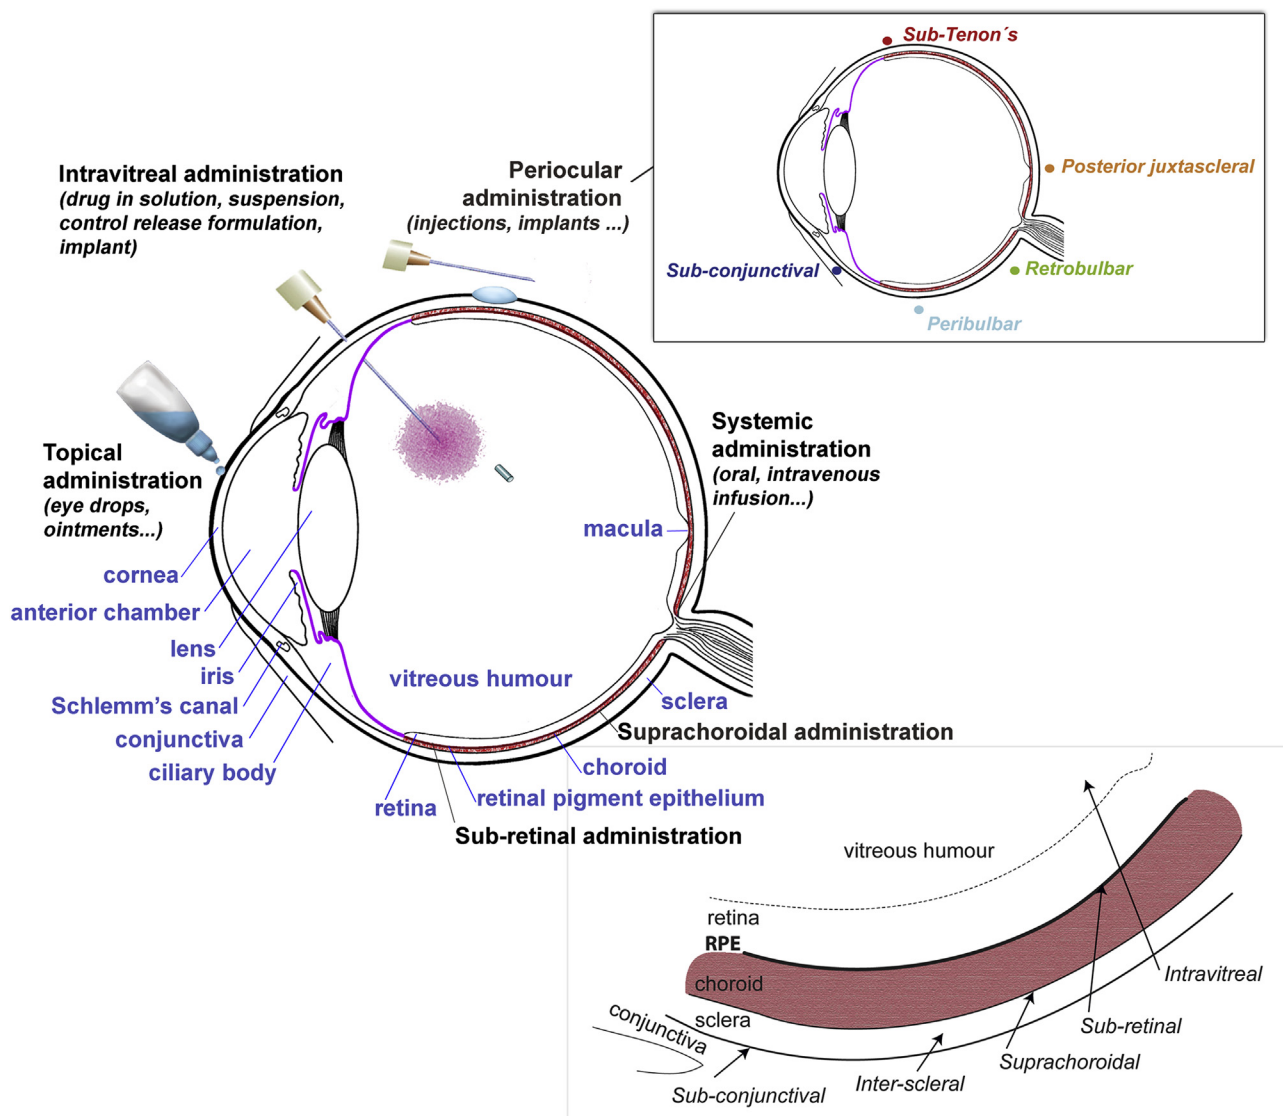 Sub-Tenon´s
Posterior juxtascleral
Sub-conjunctival
Retrobulbar
Peribulbar
Intravitreal administration
(drug in solution, suspension,
control release formulation,
implant)
Periocular
administration
(injections, implants ...)
Topical
administration
(eye drops,
ointments...)
Systemic
administration
(oral, intravenous
infusion...)
macula
cornea
anterior chamber
lens
iris
Schlemm’s canal
conjunctiva
ciliary body
vitreous humour
sclera
Suprachoroidal administration
choroid
retinal pigment epithelium
retina
Sub-retinal administration
vitreous humour
retina
RPE
choroid
sclera
conjunctiva
Intravitreal
Sub-retinal
Suprachoroidal
Inter-scleral
Sub-conjunctival